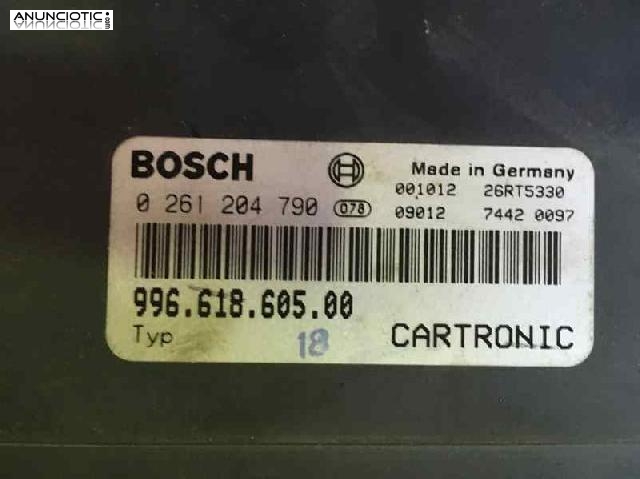 ANUNCIOTIC.com
BOSCH
Made in Germany
001012 26RT5330
0 261 204 790 078 09012 7442 0097
996.618.605.00
Typ 18 CARTRONIC